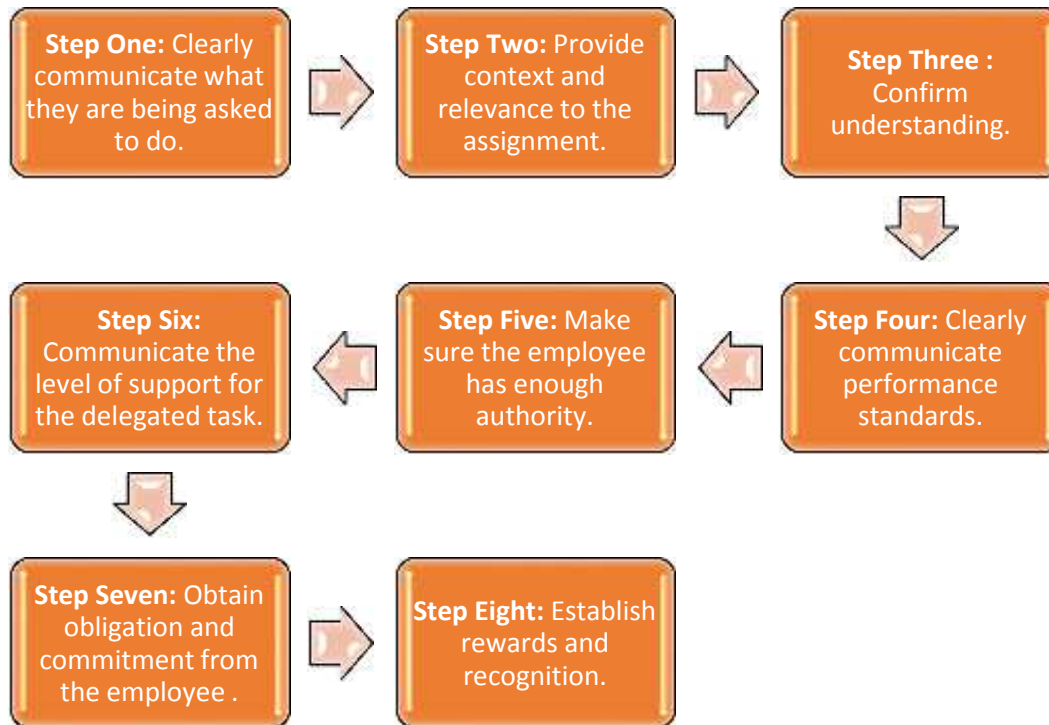 Step One: Clearly
communicate what
they are being asked
to do.
Step Two: Provide
context and
relevance to the
assignment.
Step Three :
Confirm
understanding.
Step Four: Clearly
communicate
performance
standards.
Step Five: Make
sure the employee
has enough
authority.
Step Six:
Communicate the
level of support for
the delegated task.
Step Seven: Obtain
obligation and
commitment from
the employee .
Step Eight: Establish
rewards and
recognition.